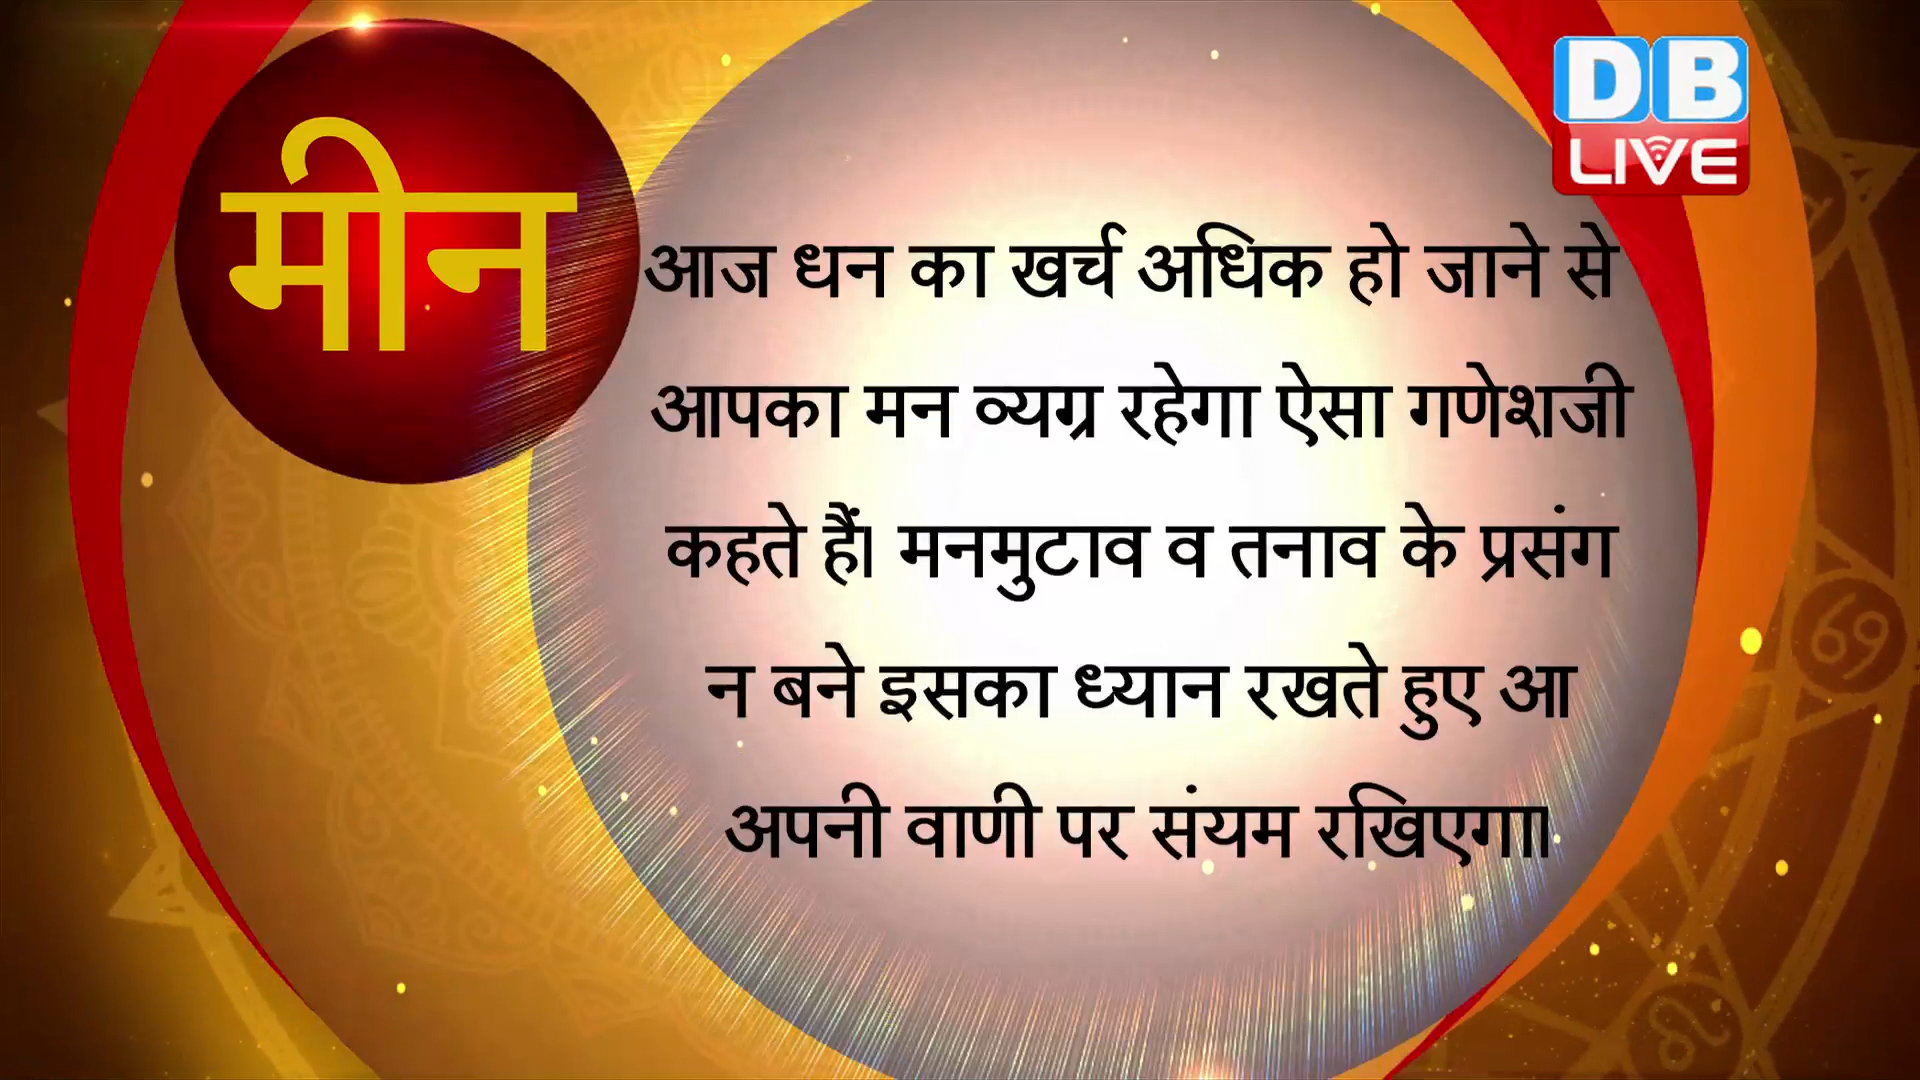 मीन
DB
LIVE
आज धन का खर्च अधिक हो जाने से
आपका मन व्यग्र रहेगा ऐसा गणेशजी
कहते हैं। मनमुटाव व तनाव के प्रसंग
न बने इसका ध्यान रखते हुए आ
अपनी वाणी पर संयम रखिएगा।